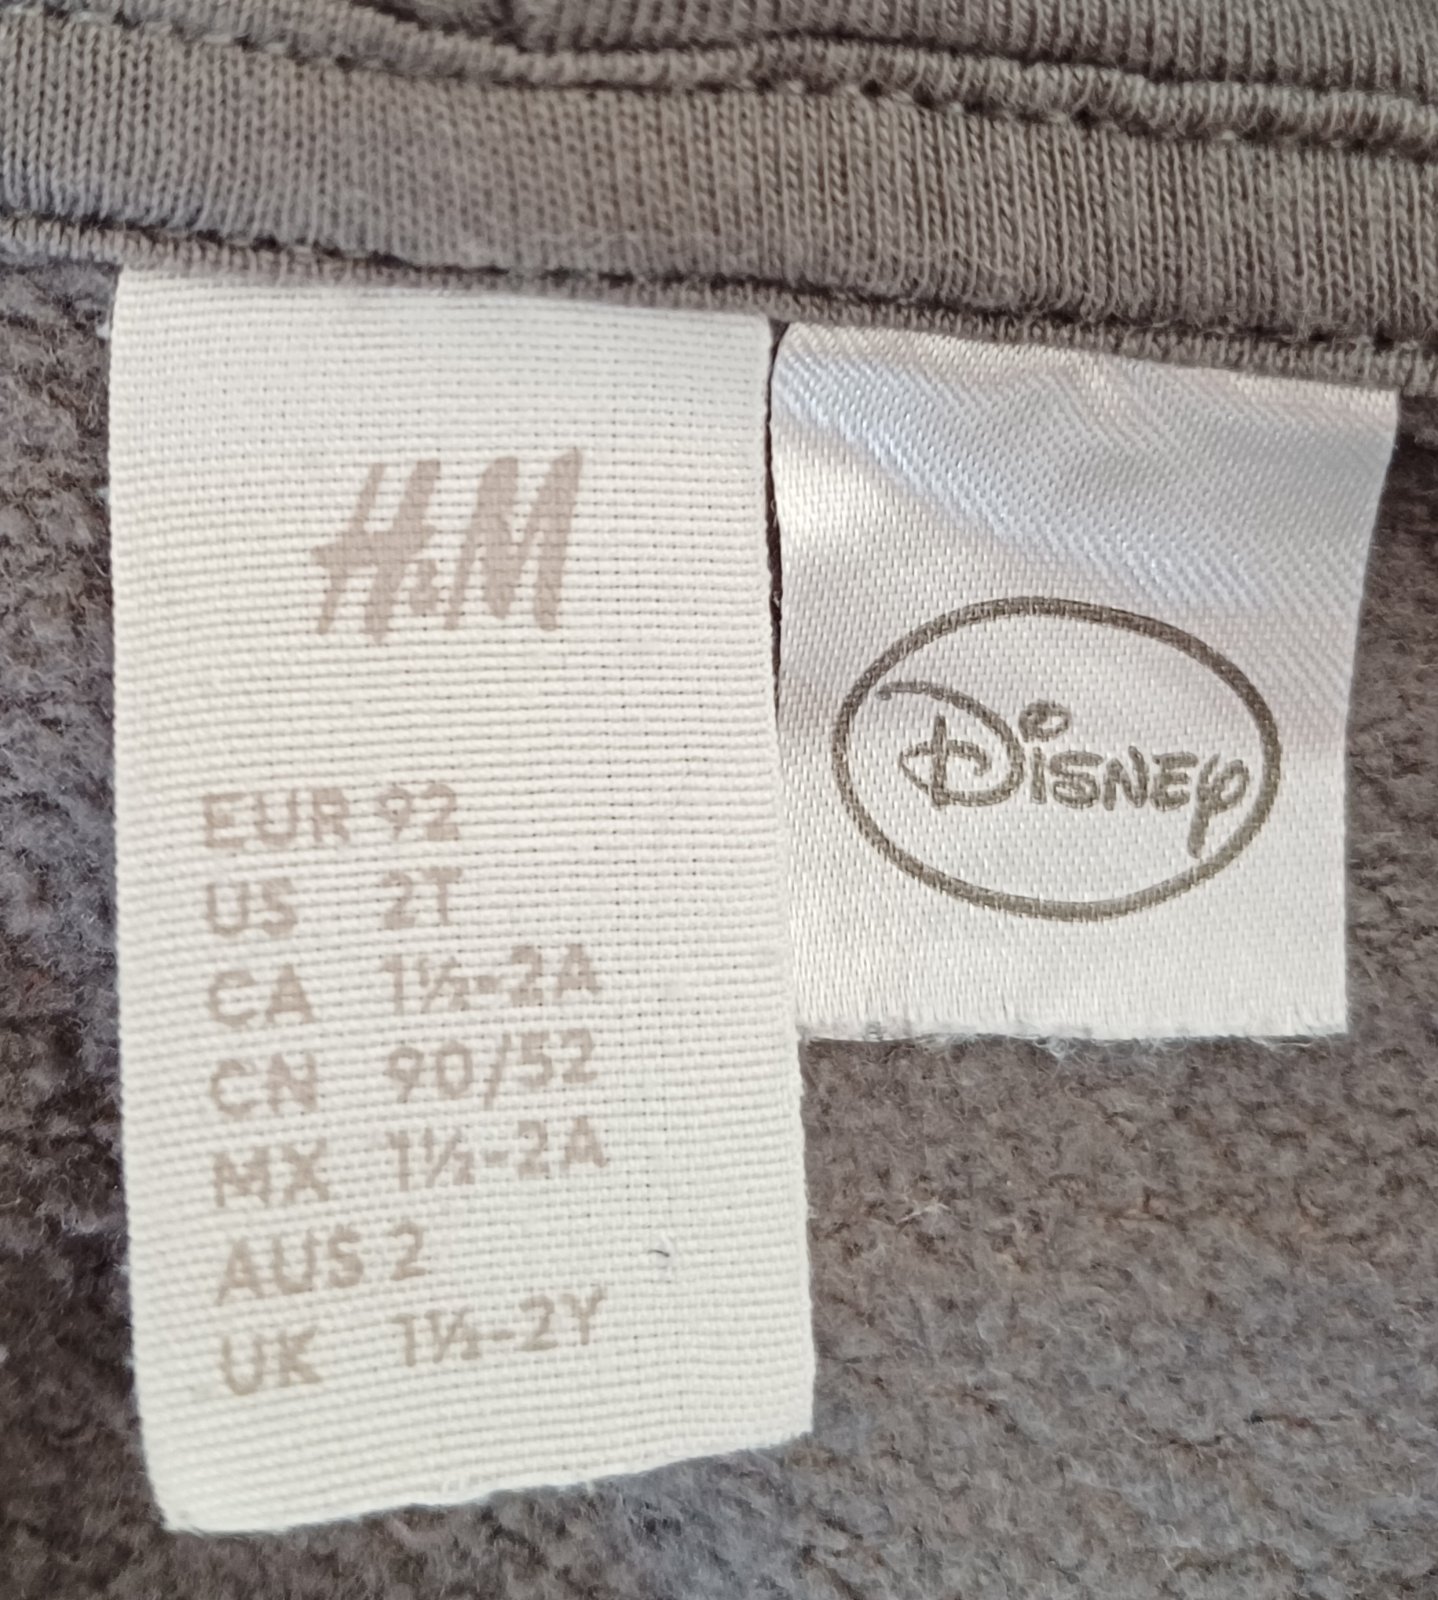 H&M
EUR 92
US 2T
CA 1½-2A
CN 90/52
MX 1½-2A
AUS 2
UK 1½-2Y
Disney